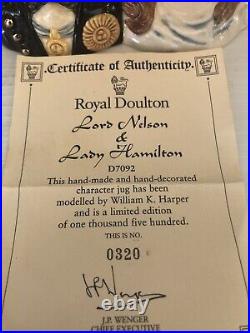 Certificate of Authenticity.
Royal Doulton
Lord Nelson
&
Lady Hamilton
D7092
This hand-made and hand-decorated
character jug has been
modelled by William K. Harper
and is a limited edition
of one thousand five hundred.
THIS IS NO.
0320
J.P. WENGER
CHIEF EXECUTIVE